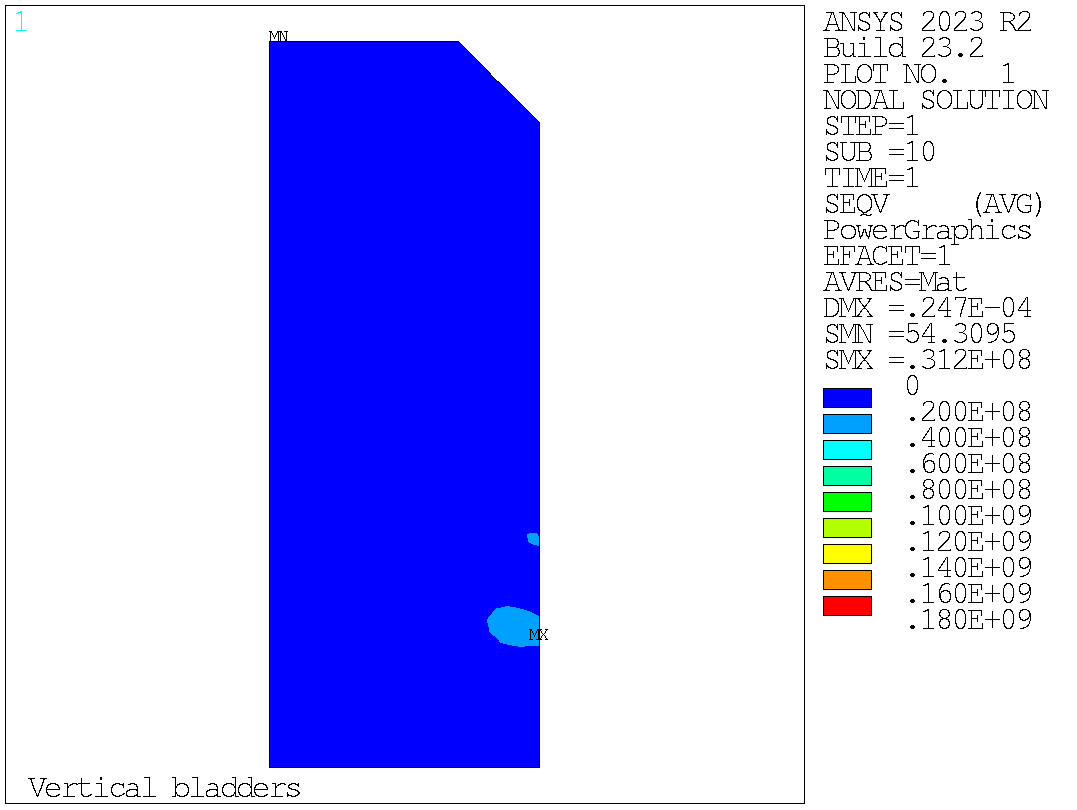 1
MN
MX
Vertical bladders
ANSYS 2023 R2
Build 23.2
PLOT NO. 1
NODAL SOLUTION
STEP=1
SUB =10
TIME=1
SEQV (AVG)
PowerGraphics
EFACET=1
AVRES=Mat
DMX =.247E-04
SMN =54.3095
SMX =.312E+08
0
.200E+08
.400E+08
.600E+08
.800E+08
.100E+09
.120E+09
.140E+09
.160E+09
.180E+09